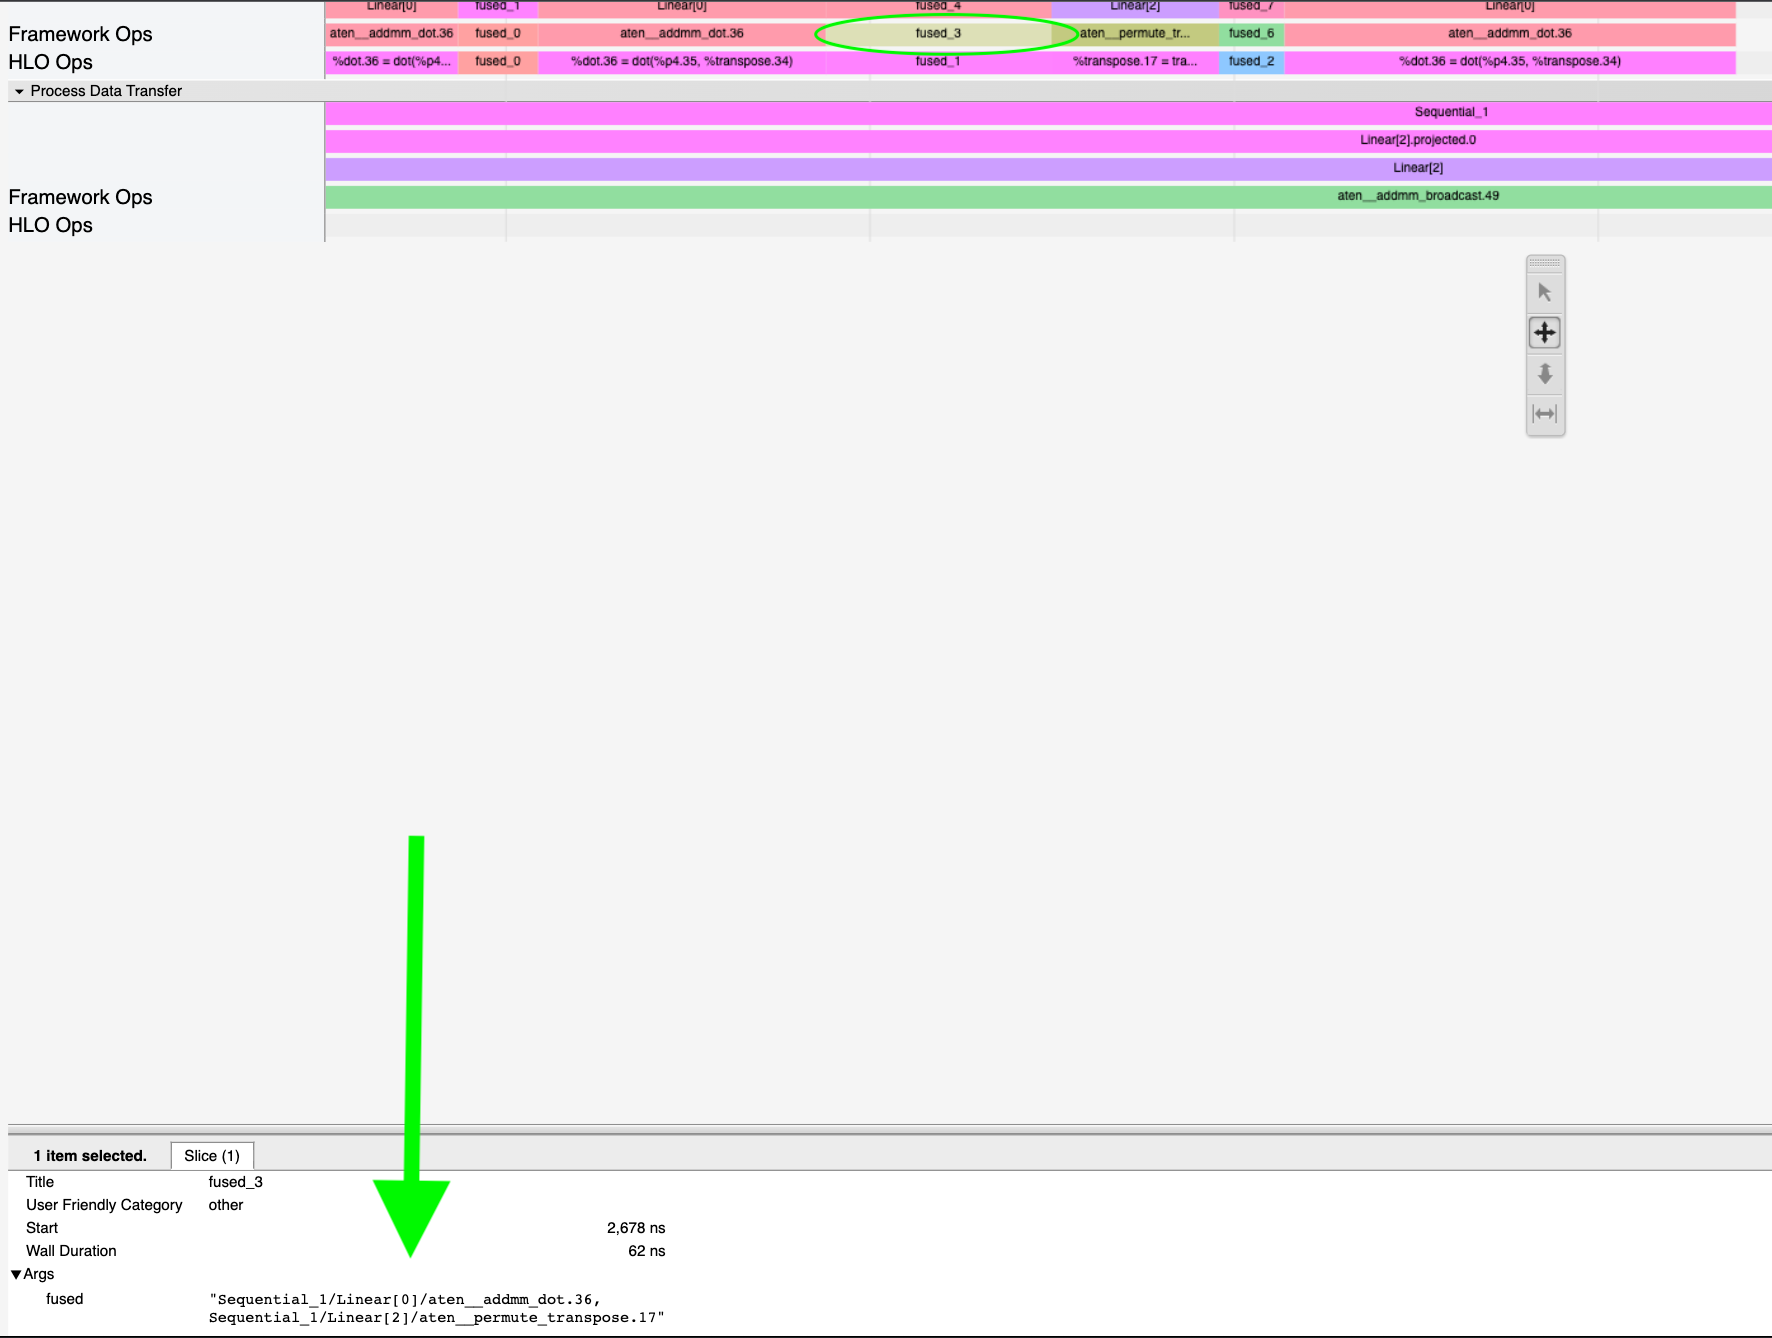 Linear[0] fused_1 Linear[0] fused_4 Linear[2] fused_7 Linear[0]
Framework Ops aten__addmm_dot.36 fused_0 aten__addmm_dot.36 fused_3 aten__permute_tr... fused_6 aten__addmm_dot.36
HLO Ops %dot.36 = dot(%p4... fused_0 %dot.36 = dot(%p4.35, %transpose.34) fused_1 %transpose.17 = tra... fused_2 %dot.36 = dot(%p4.35, %transpose.34)
Process Data Transfer
Sequential_1
Linear[2].projected.0
Linear[2]
Framework Ops aten__addmm_broadcast.49
HLO Ops
1 item selected. Slice (1)
Title fused_3
User Friendly Category other
Start 2,678 ns
Wall Duration 62 ns
Args
fused "Sequential_1/Linear[0]/aten__addmm_dot.36,
Sequential_1/Linear[2]/aten__permute_transpose.17"